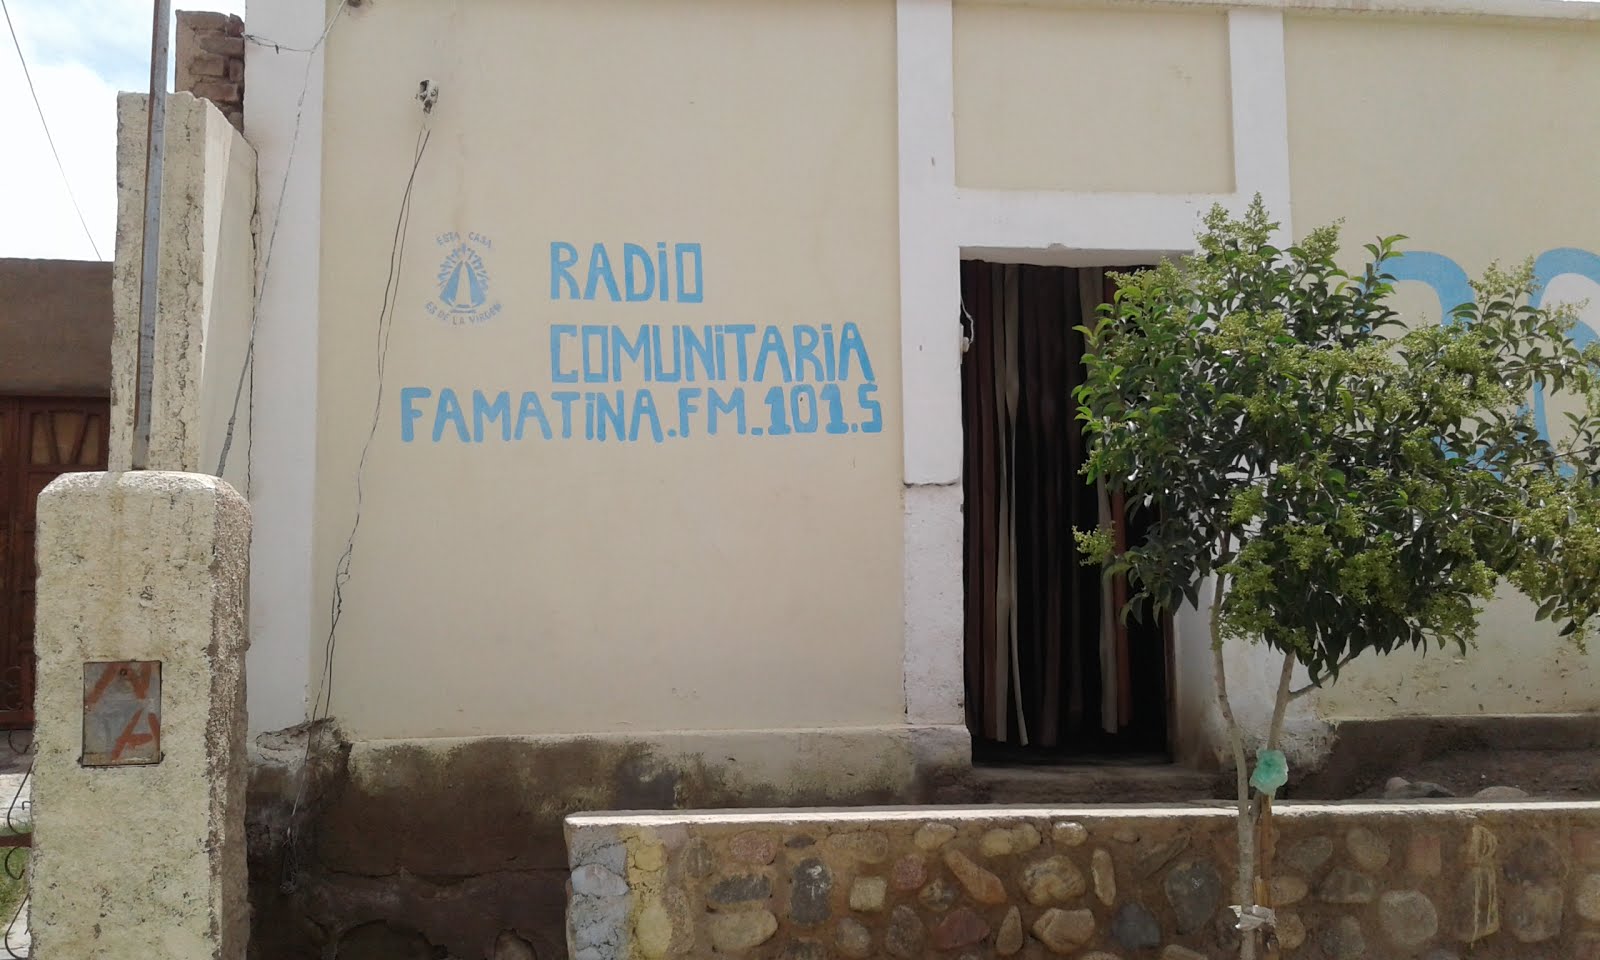 ESTA CASA
ES DE LA VIRGEN
RADiO
COMUNiTARiA
FAMATiNA.FM.101.5